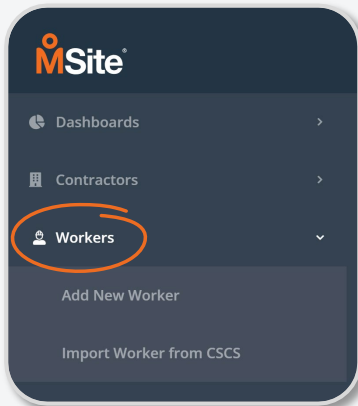 MSite®
Dashboards
Contractors
Workers
Add New Worker
Import Worker from CSCS